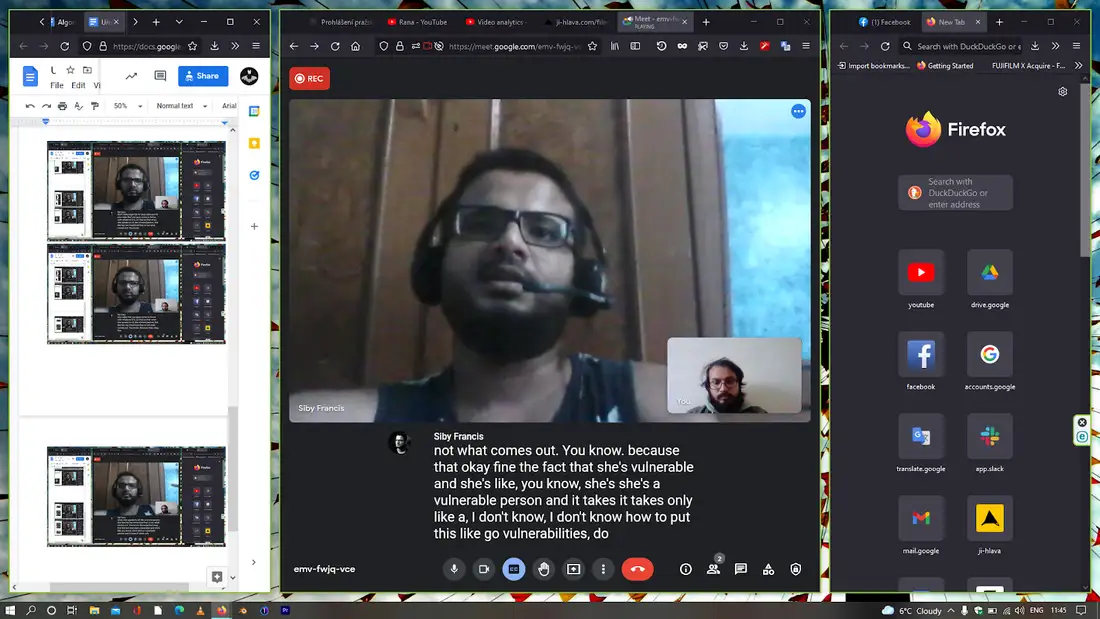 Algo
Un
https://docs.google
Share
File Edit Vi
50% Normal text Arial
Prohlášení praž
Rana - YouTube
Video analytics -
ji-hlava.com/film
Meet – emv-f
PLAYING
https://meet.google.com/emv-fwjq-v
REC
Siby Francis
You
Siby Francis
not what comes out. You know. because
that okay fine the fact that she's vulnerable
and she's like, you know, she's she's a
vulnerable person and it takes it takes only
like a, I don't know, I don't know how to put
this like go vulnerabilities, do
emv-fwjq-vce
2
(1) Facebook
New Tab
Search with DuckDuckGo or e
Import bookmarks...
Getting Started
FUJIFILM X Acquire - F...
Firefox
Search with
DuckDuckGo or
enter address
youtube
drive.google
facebook
accounts.google
translate.google
app.slack
mail.google
ji-hlava
6°C Cloudy
ENG
11:45